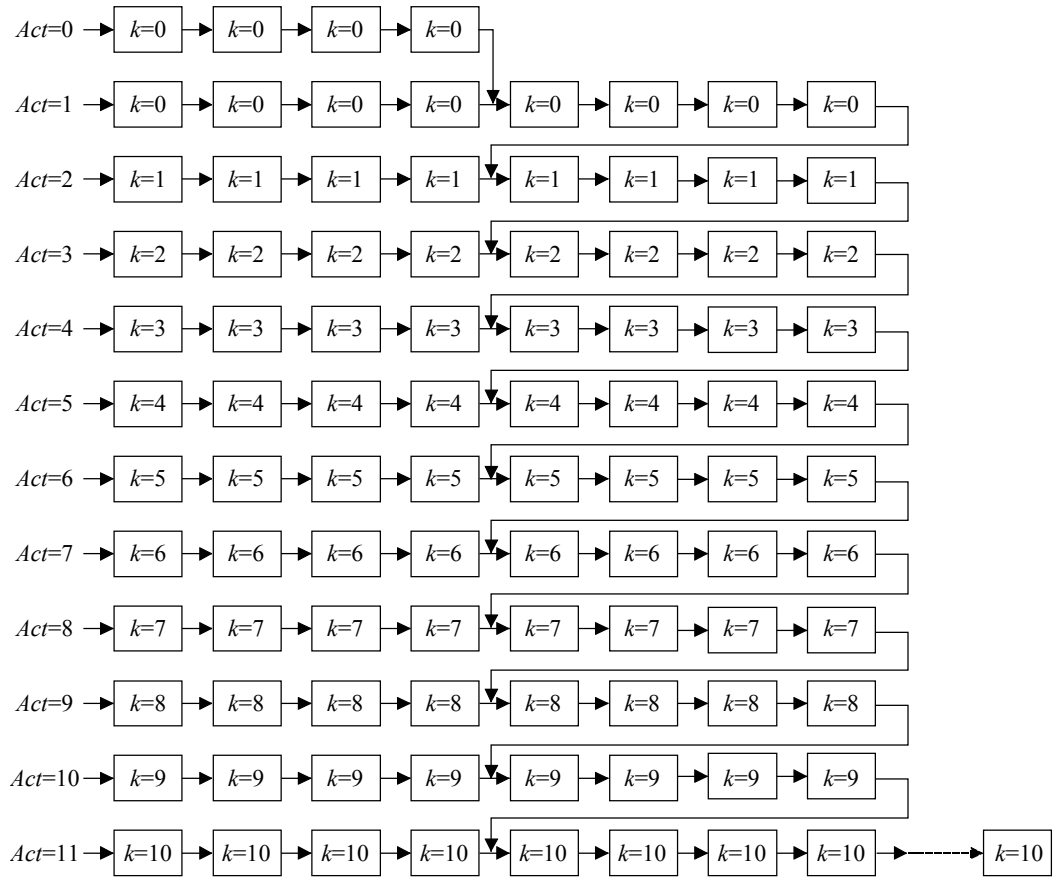 Act=0 k=0 k=0 k=0 k=0
Act=1 k=0 k=0 k=0 k=0 k=0 k=0 k=0 k=0
Act=2 k=1 k=1 k=1 k=1 k=1 k=1 k=1 k=1
Act=3 k=2 k=2 k=2 k=2 k=2 k=2 k=2 k=2
Act=4 k=3 k=3 k=3 k=3 k=3 k=3 k=3 k=3
Act=5 k=4 k=4 k=4 k=4 k=4 k=4 k=4 k=4
Act=6 k=5 k=5 k=5 k=5 k=5 k=5 k=5 k=5
Act=7 k=6 k=6 k=6 k=6 k=6 k=6 k=6 k=6
Act=8 k=7 k=7 k=7 k=7 k=7 k=7 k=7 k=7
Act=9 k=8 k=8 k=8 k=8 k=8 k=8 k=8 k=8
Act=10 k=9 k=9 k=9 k=9 k=9 k=9 k=9 k=9
Act=11 k=10 k=10 k=10 k=10 k=10 k=10 k=10 k=10 k=10